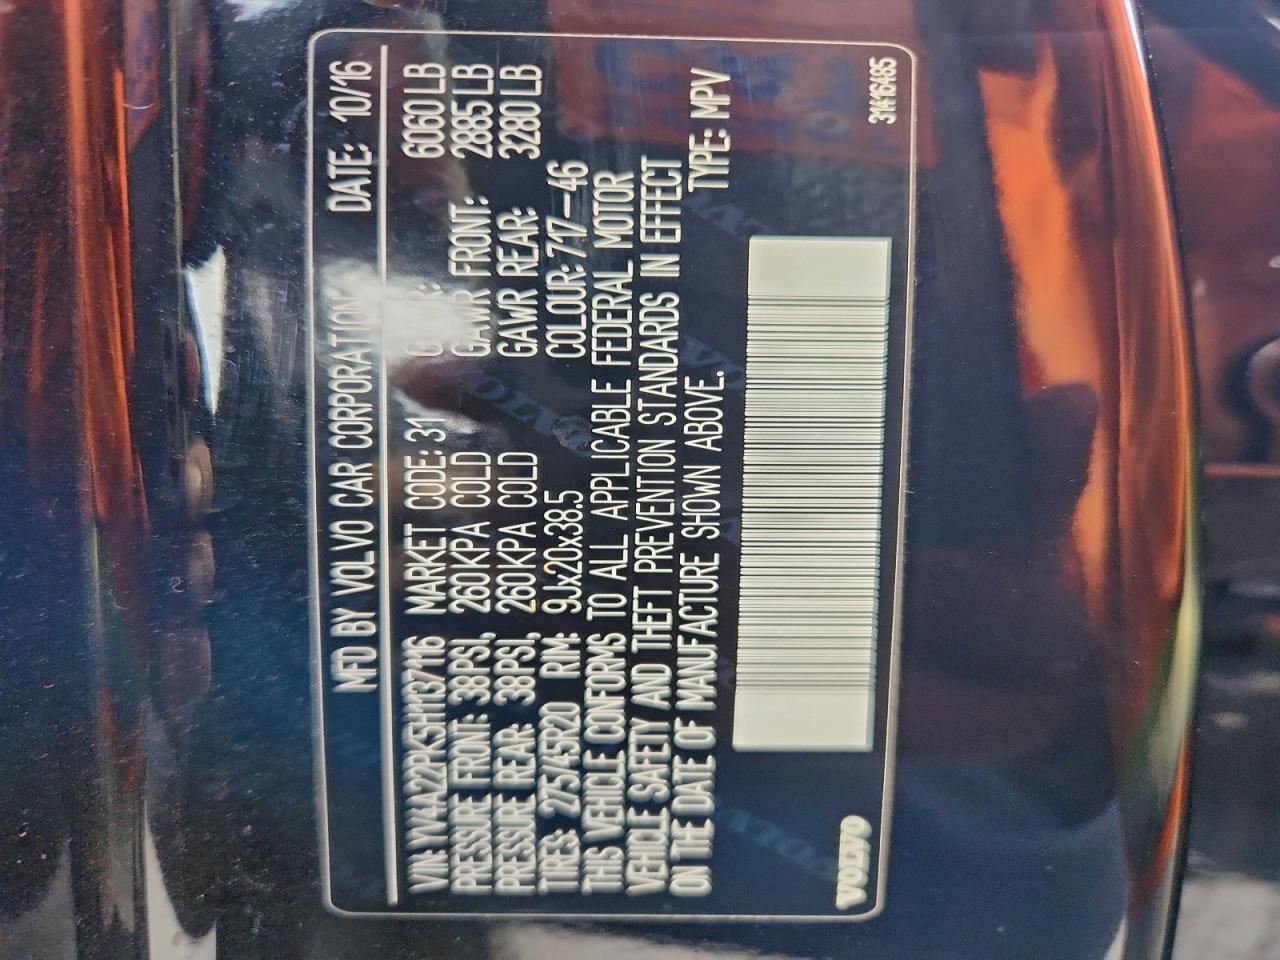 MFD BY VOLVO CAR CORPORATION DATE: 10/16
VIN: YV4A22PK5H1137116 MARKET CODE: 31 6060 LB
PRESSURE FRONT: 38PSI, 260KPA COLD GAWR FRONT: 2885 LB
PRESSURE REAR: 38PSI, 260KPA COLD GAWR REAR: 3280 LB
TIRES: 275/45R20 RIM: 9Jx20x38.5 COLOUR: 717-46
THIS VEHICLE CONFORMS TO ALL APPLICABLE FEDERAL MOTOR
VEHICLE SAFETY AND THEFT PREVENTION STANDARDS IN EFFECT
ON THE DATE OF MANUFACTURE SHOWN ABOVE. TYPE: MPV
VOLVO 31416485